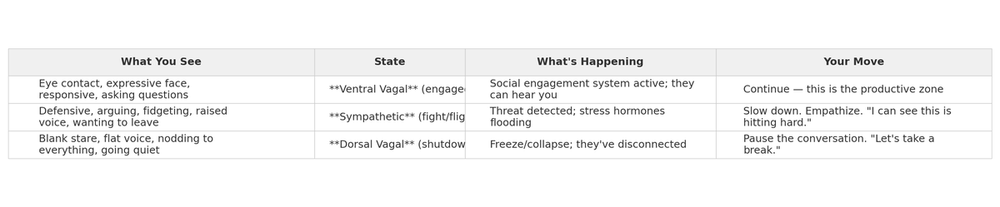 What You See State What's Happening Your Move
Eye contact, expressive face,
responsive, asking questions
**Ventral Vagal** (engage
Social engagement system active; they
can hear you
Continue — this is the productive zone
Defensive, arguing, fidgeting, raised
voice, wanting to leave
**Sympathetic** (fight/flig
Threat detected; stress hormones
flooding
Slow down. Empathize. "I can see this is
hitting hard."
Blank stare, flat voice, nodding to
everything, going quiet
**Dorsal Vagal** (shutdow
Freeze/collapse; they've disconnected
Pause the conversation. "Let's take a
break."